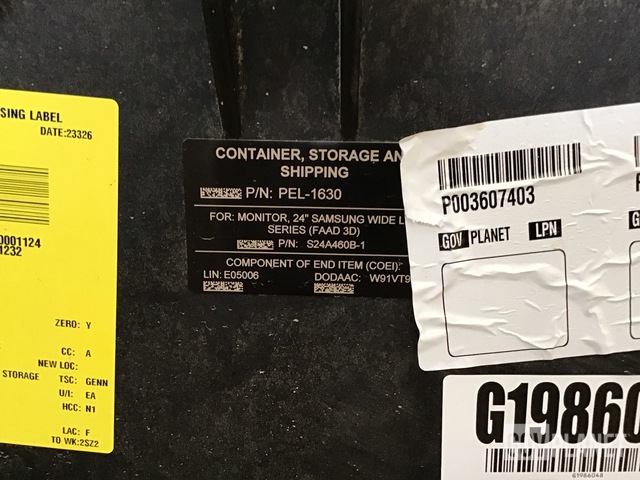 SING LABEL
DATE:23326
0001124
1232
ZERO: Y
CC: A
NEW LOC:
STORAGE TSC: GENN
U/I: EA
HCC: N1
LAC: F
TO WK:2SZ2
CONTAINER, STORAGE AN
SHIPPING
P/N: PEL-1630
FOR: MONITOR, 24" SAMSUNG WIDE L
SERIES (FAAD 3D)
P/N: S24A460B-1
COMPONENT OF END ITEM (COEI):
LIN: E05006 DODAAC: W91VT9
P003607403
GOV PLANET LPN
G19860
G1986048